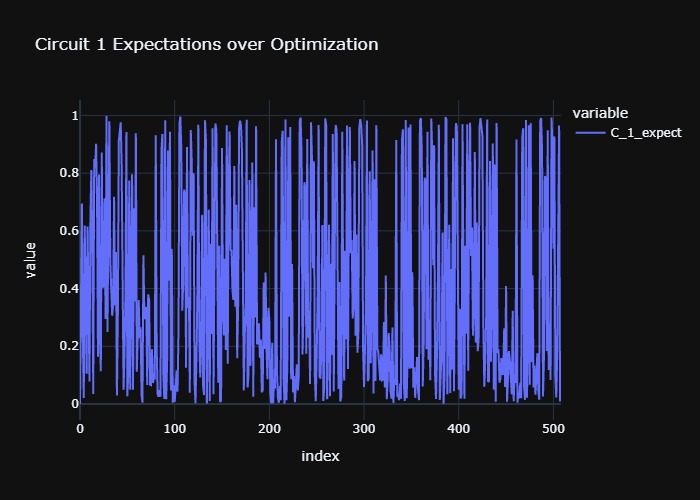 Circuit 1 Expectations over Optimization
variable
C_1_expect
value
1
0.8
0.6
0.4
0.2
0
0 100 200 300 400 500
index